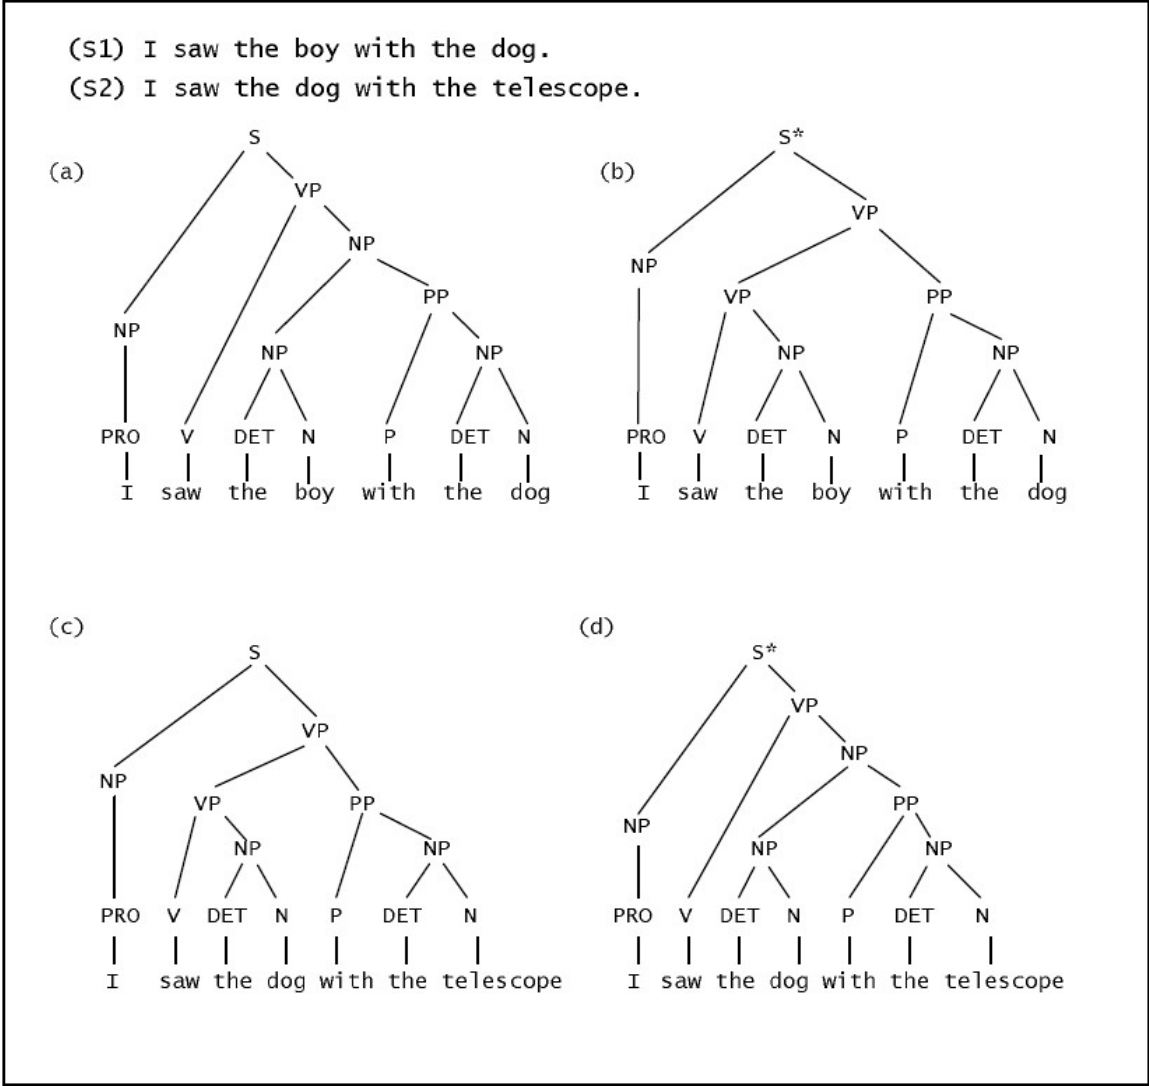 (S1) I saw the boy with the dog.
(S2) I saw the dog with the telescope.
(a)
S
VP
NP
PP
NP
NP NP
PRO V DET N P DET N
I saw the boy with the dog
(b)
S*
VP
NP
VP PP
NP NP
PRO V DET N P DET N
I saw the boy with the dog
(c)
S
VP
NP
VP PP
NP NP
PRO V DET N P DET N
I saw the dog with the telescope
(d)
S*
VP
NP
PP
NP
NP NP
PRO V DET N P DET N
I saw the dog with the telescope